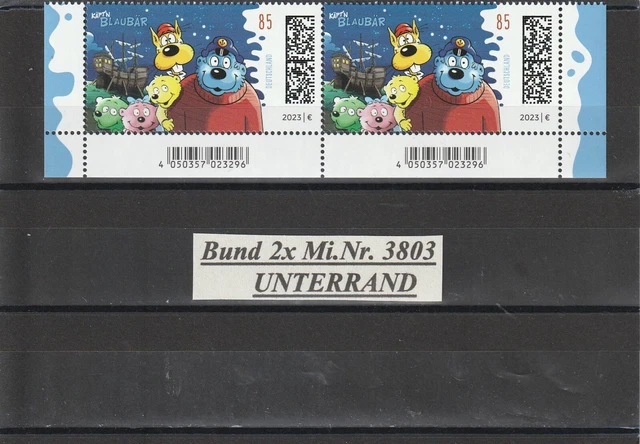 KÄPT'N
BLAUBÄR
85
DEUTSCHLAND
2023 | €
KÄPT'N
BLAUBÄR
85
DEUTSCHLAND
2023 | €
4 050357 023296
4 050357 023296
Bund 2x Mi.Nr. 3803
UNTERRAND